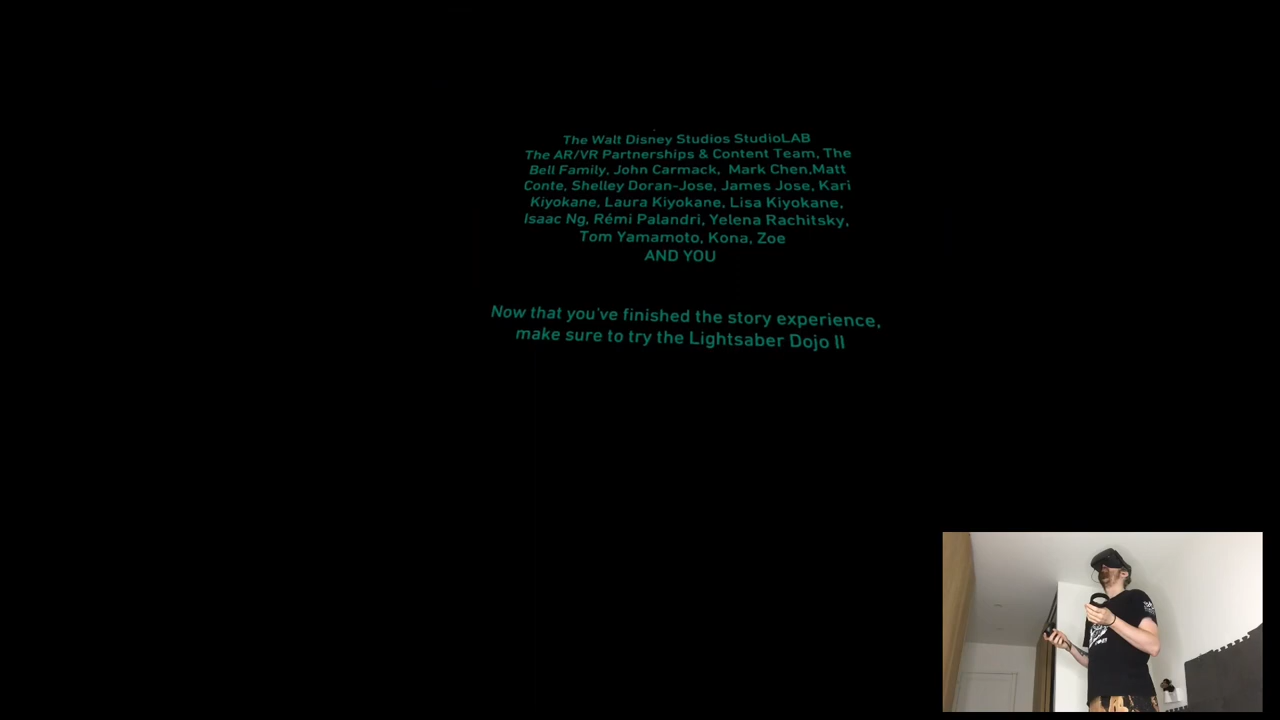 The Walt Disney Studios StudioLAB
The AR/VR Partnerships & Content Team, The
Bell Family, John Carmack, Mark Chen,Matt
Conte, Shelley Doran-Jose, James Jose, Kari
Kiyokane, Laura Kiyokane, Lisa Kiyokane,
Isaac Ng, Rémi Palandri, Yelena Rachitsky,
Tom Yamamoto, Kona, Zoe
AND YOU
Now that you've finished the story experience,
make sure to try the Lightsaber Dojo II